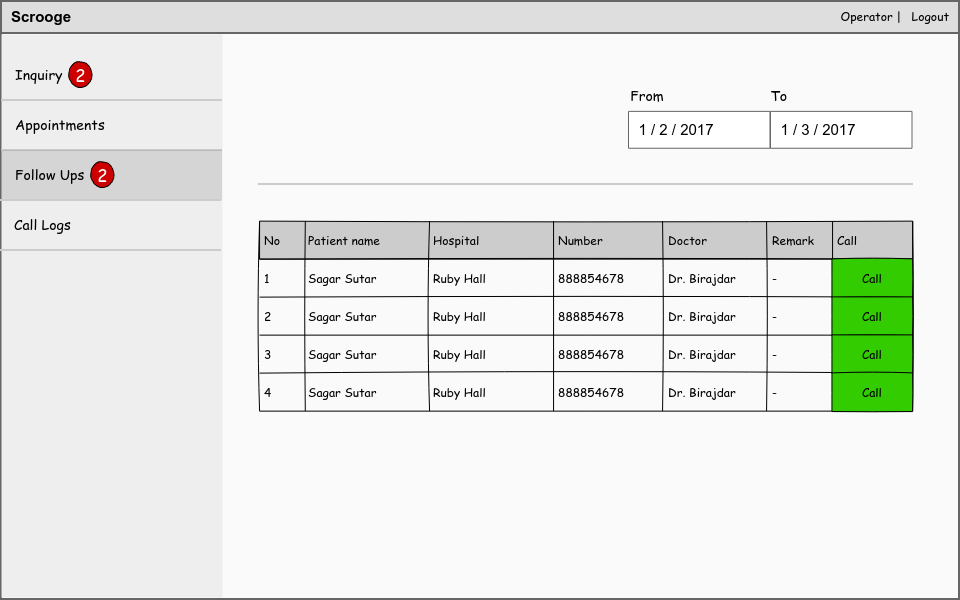 Scrooge Operator | Logout
Inquiry 2
Appointments
Follow Ups 2
Call Logs
From To
1 / 2 / 2017 1 / 3 / 2017
No Patient name Hospital Number Doctor Remark Call
1 Sagar Sutar Ruby Hall 888854678 Dr. Birajdar - Call
2 Sagar Sutar Ruby Hall 888854678 Dr. Birajdar - Call
3 Sagar Sutar Ruby Hall 888854678 Dr. Birajdar - Call
4 Sagar Sutar Ruby Hall 888854678 Dr. Birajdar - Call